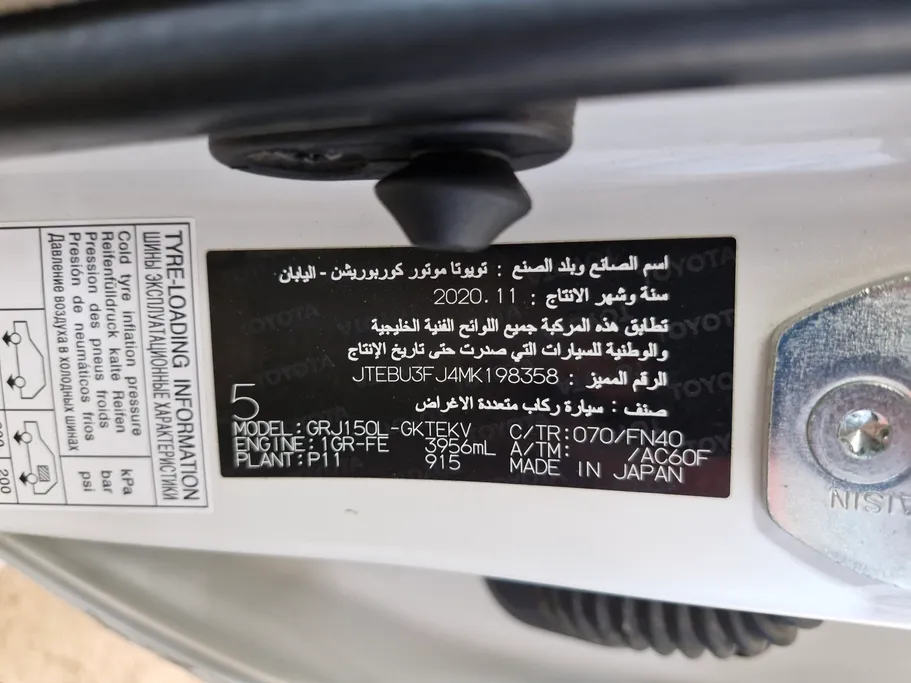 اسم الصانع وبلد الصنع : تويوتا موتور كوربوريشن - اليابان
سنة وشهر الانتاج : 2020.11
تطابق هذه المركبة جميع اللوائح الفنية الخليجية
والوطنية للسيارات التي صدرت حتى تاريخ الإنتاج
الرقم المميز : JTEBU3FJ4MK198358
صنف : سيارة ركاب متعددة الاغراض
5
MODEL:GRJ150L-GKTEKV C/TR:070/FN40
ENGINE:1GR-FE 3956mL A/TM: /AC60F
PLANT:P11 915 MADE IN JAPAN
TYRE-LOADING INFORMATION
ШИНЫ ЭКСПЛУАТАЦИОННЫЕ ХАРАКТЕРИСТИКИ
Cold tyre inflation pressure
Reifenfülldruck kalte Reifen
Pression des pneus froids
Presión de neumáticos fríos
Давление воздуха в холодных шинах
kPa
bar
psi
200
AISIN